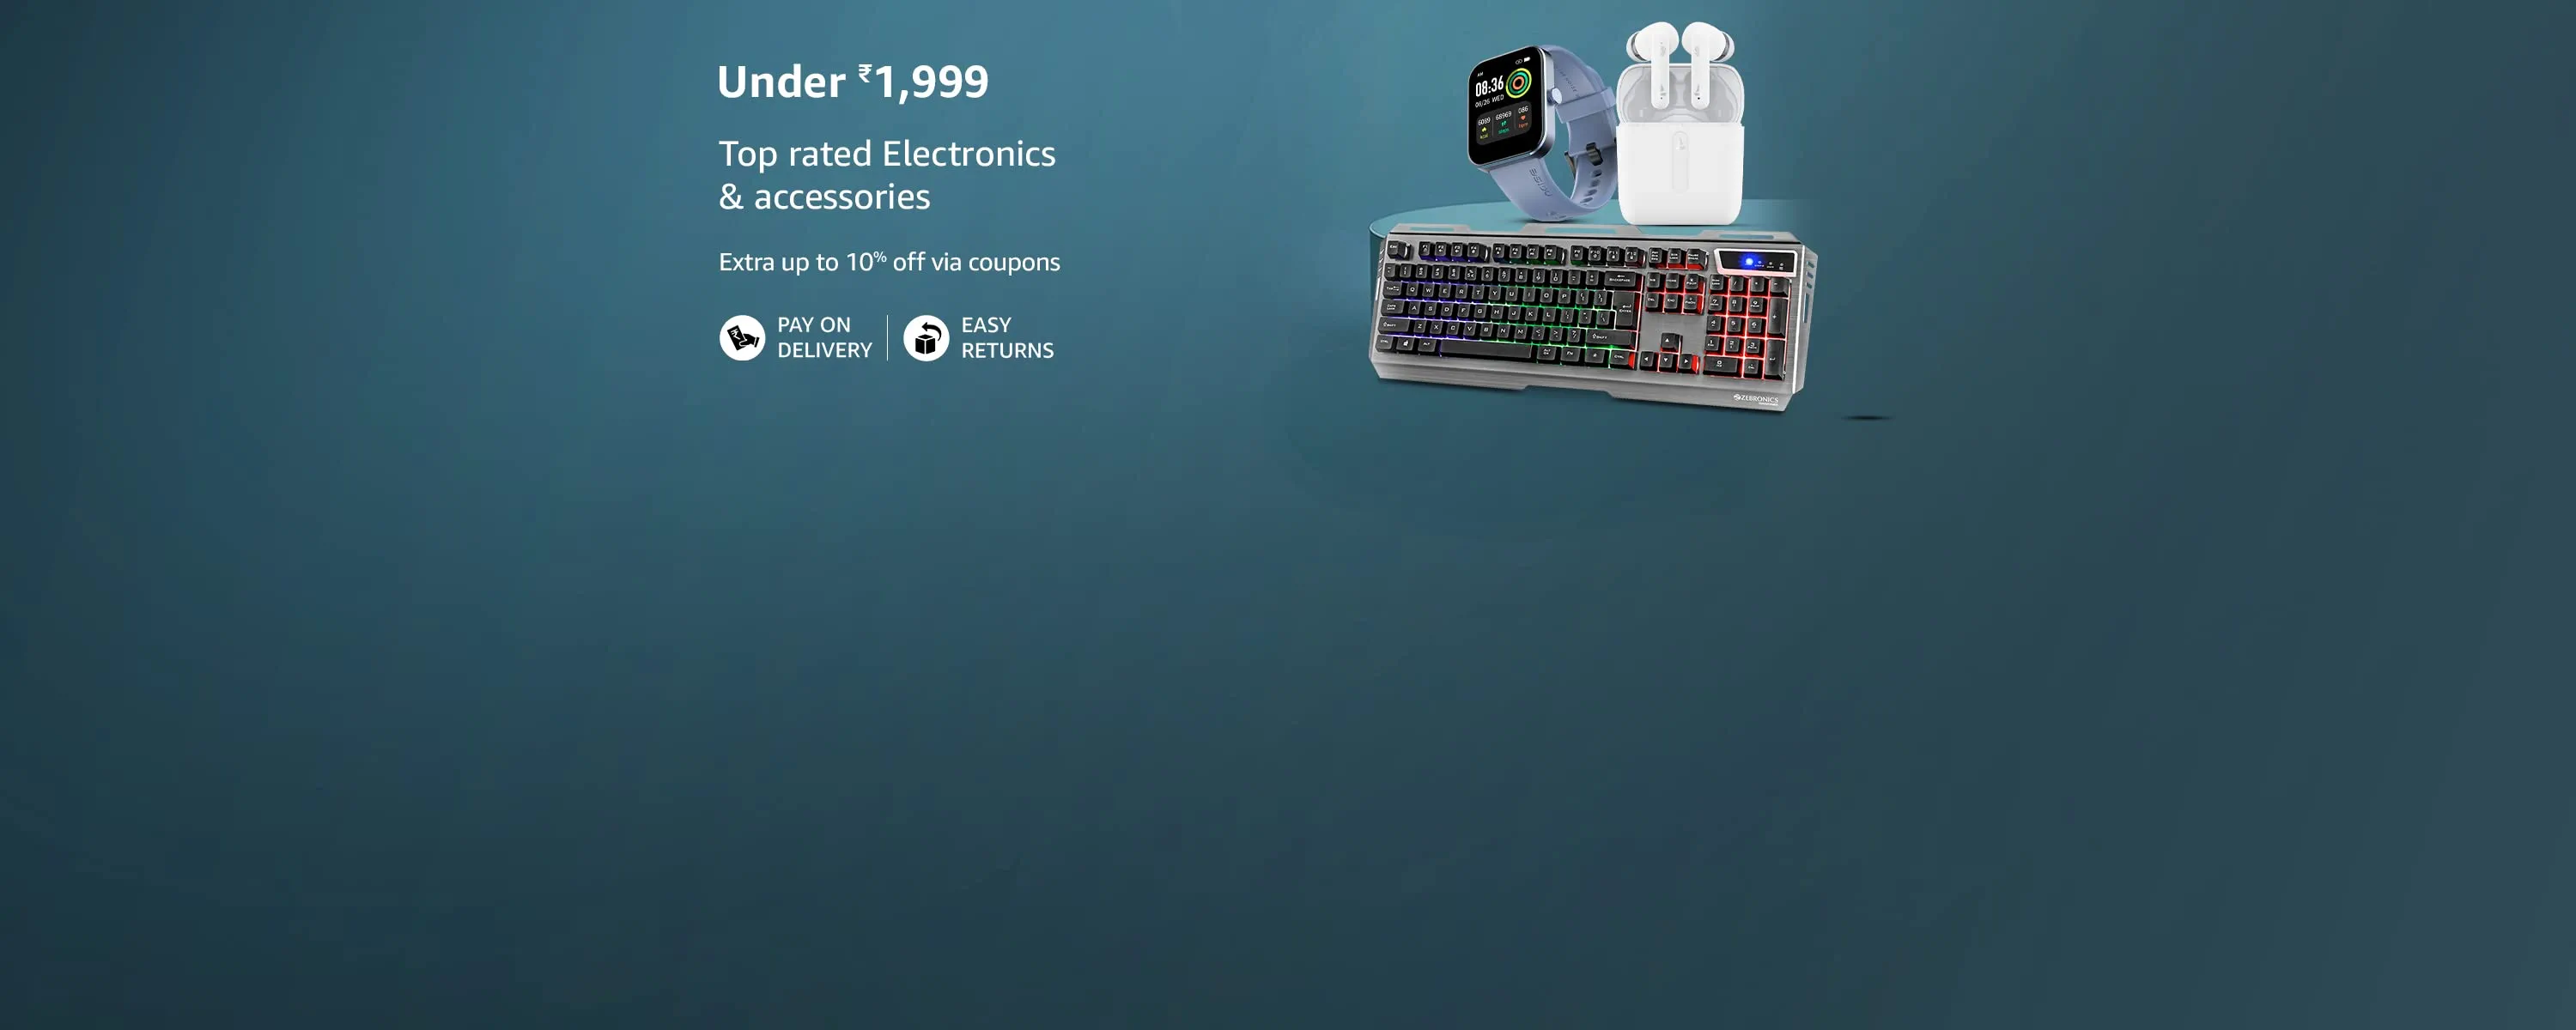 Under ₹1,999
Top rated Electronics
& accessories
Extra up to 10% off via coupons
PAY ON
DELIVERY
EASY
RETURNS
08:36
ZEBRONICS